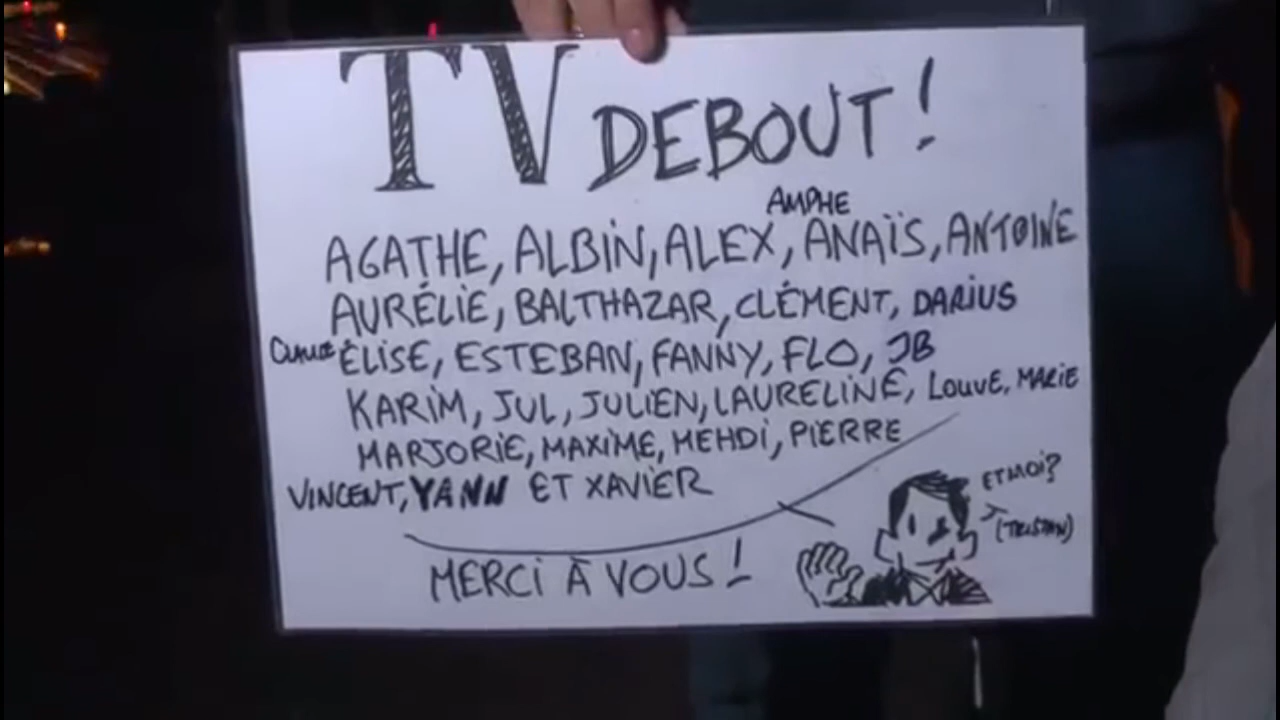 TV DEBOUT !
AMPHE
AGATHE, ALBIN, ALEX, ANAÏS, ANTOINE
AURÉLIE, BALTHAZAR, CLÉMENT, DARIUS
ÉLISE, ESTEBAN, FANNY, FLO, JB
KARIM, JUL, JULIEN, LAURELINE, LOUVE, MARIE
MARJORIE, MAXIME, MEHDI, PIERRE
VINCENT, YANN ET XAVIER
ET MOI?
(TRISTAN)
MERCI À VOUS !